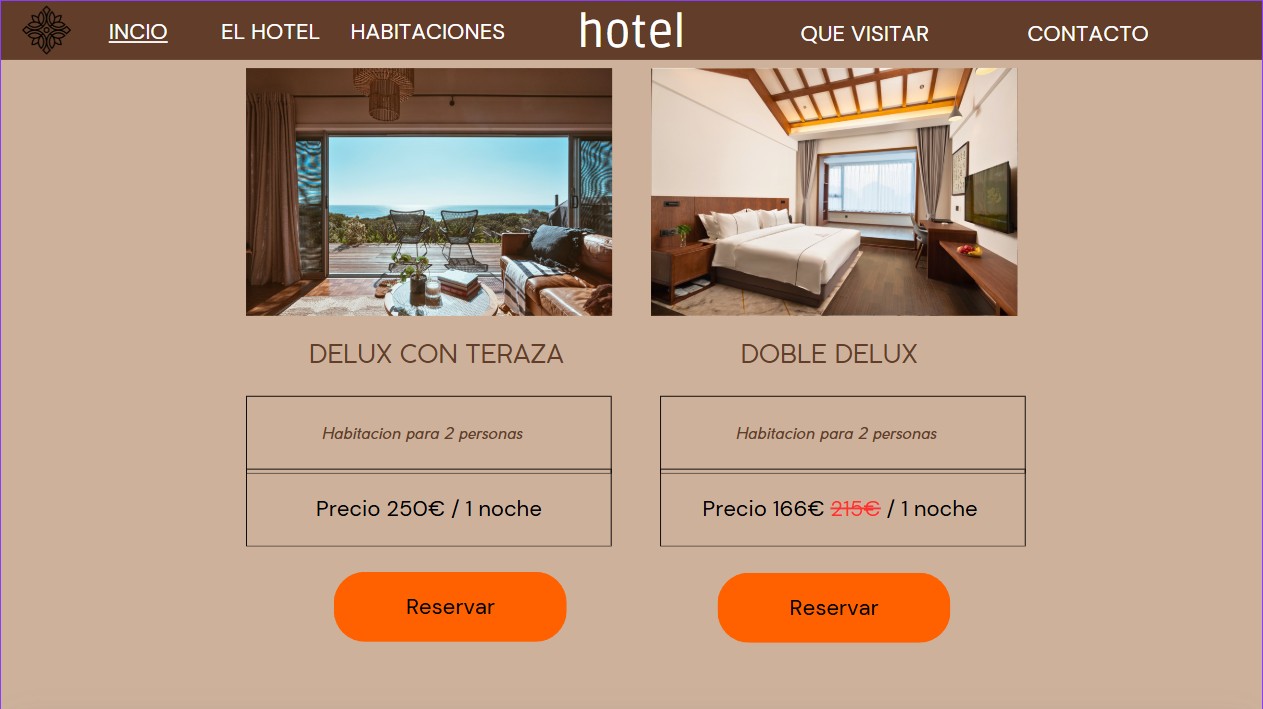 INCIO
EL HOTEL
HABITACIONES
hotel
QUE VISITAR
CONTACTO
DELUX CON TERAZA
DOBLE DELUX
Habitacion para 2 personas
Habitacion para 2 personas
Precio 250€ / 1 noche
Precio 166€ 215€ / 1 noche
Reservar
Reservar